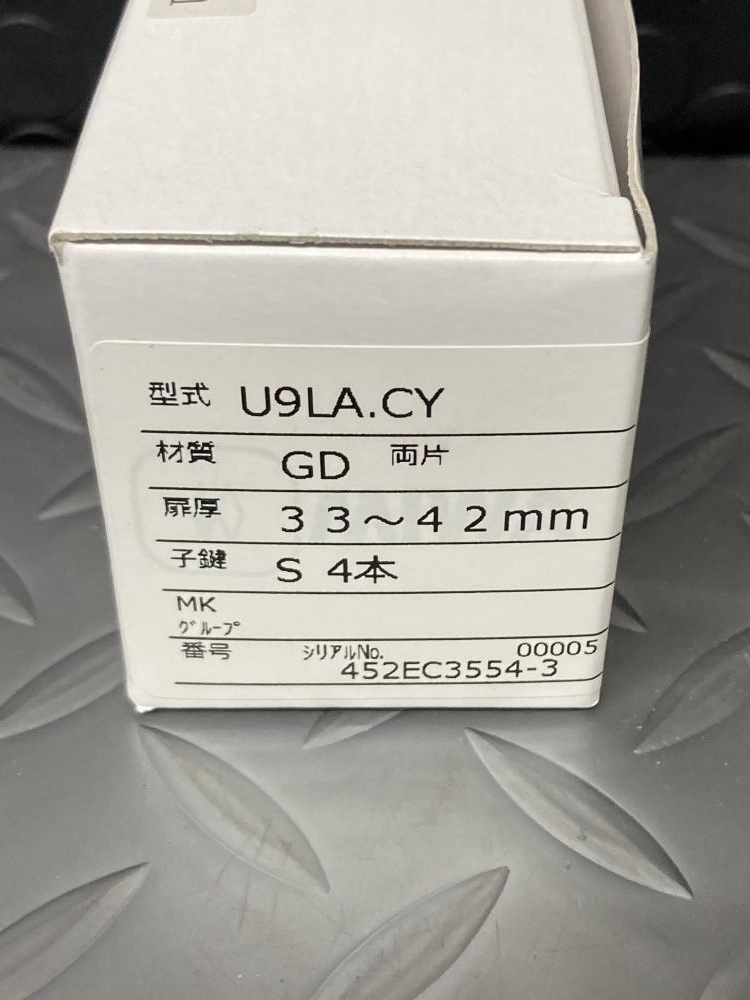 型式 U9LA.CY
材質 GD 両片
扉厚 33～42mm
子鍵 S 4本
MK
グループ
番号 シリアルNo. 00005
452EC3554-3